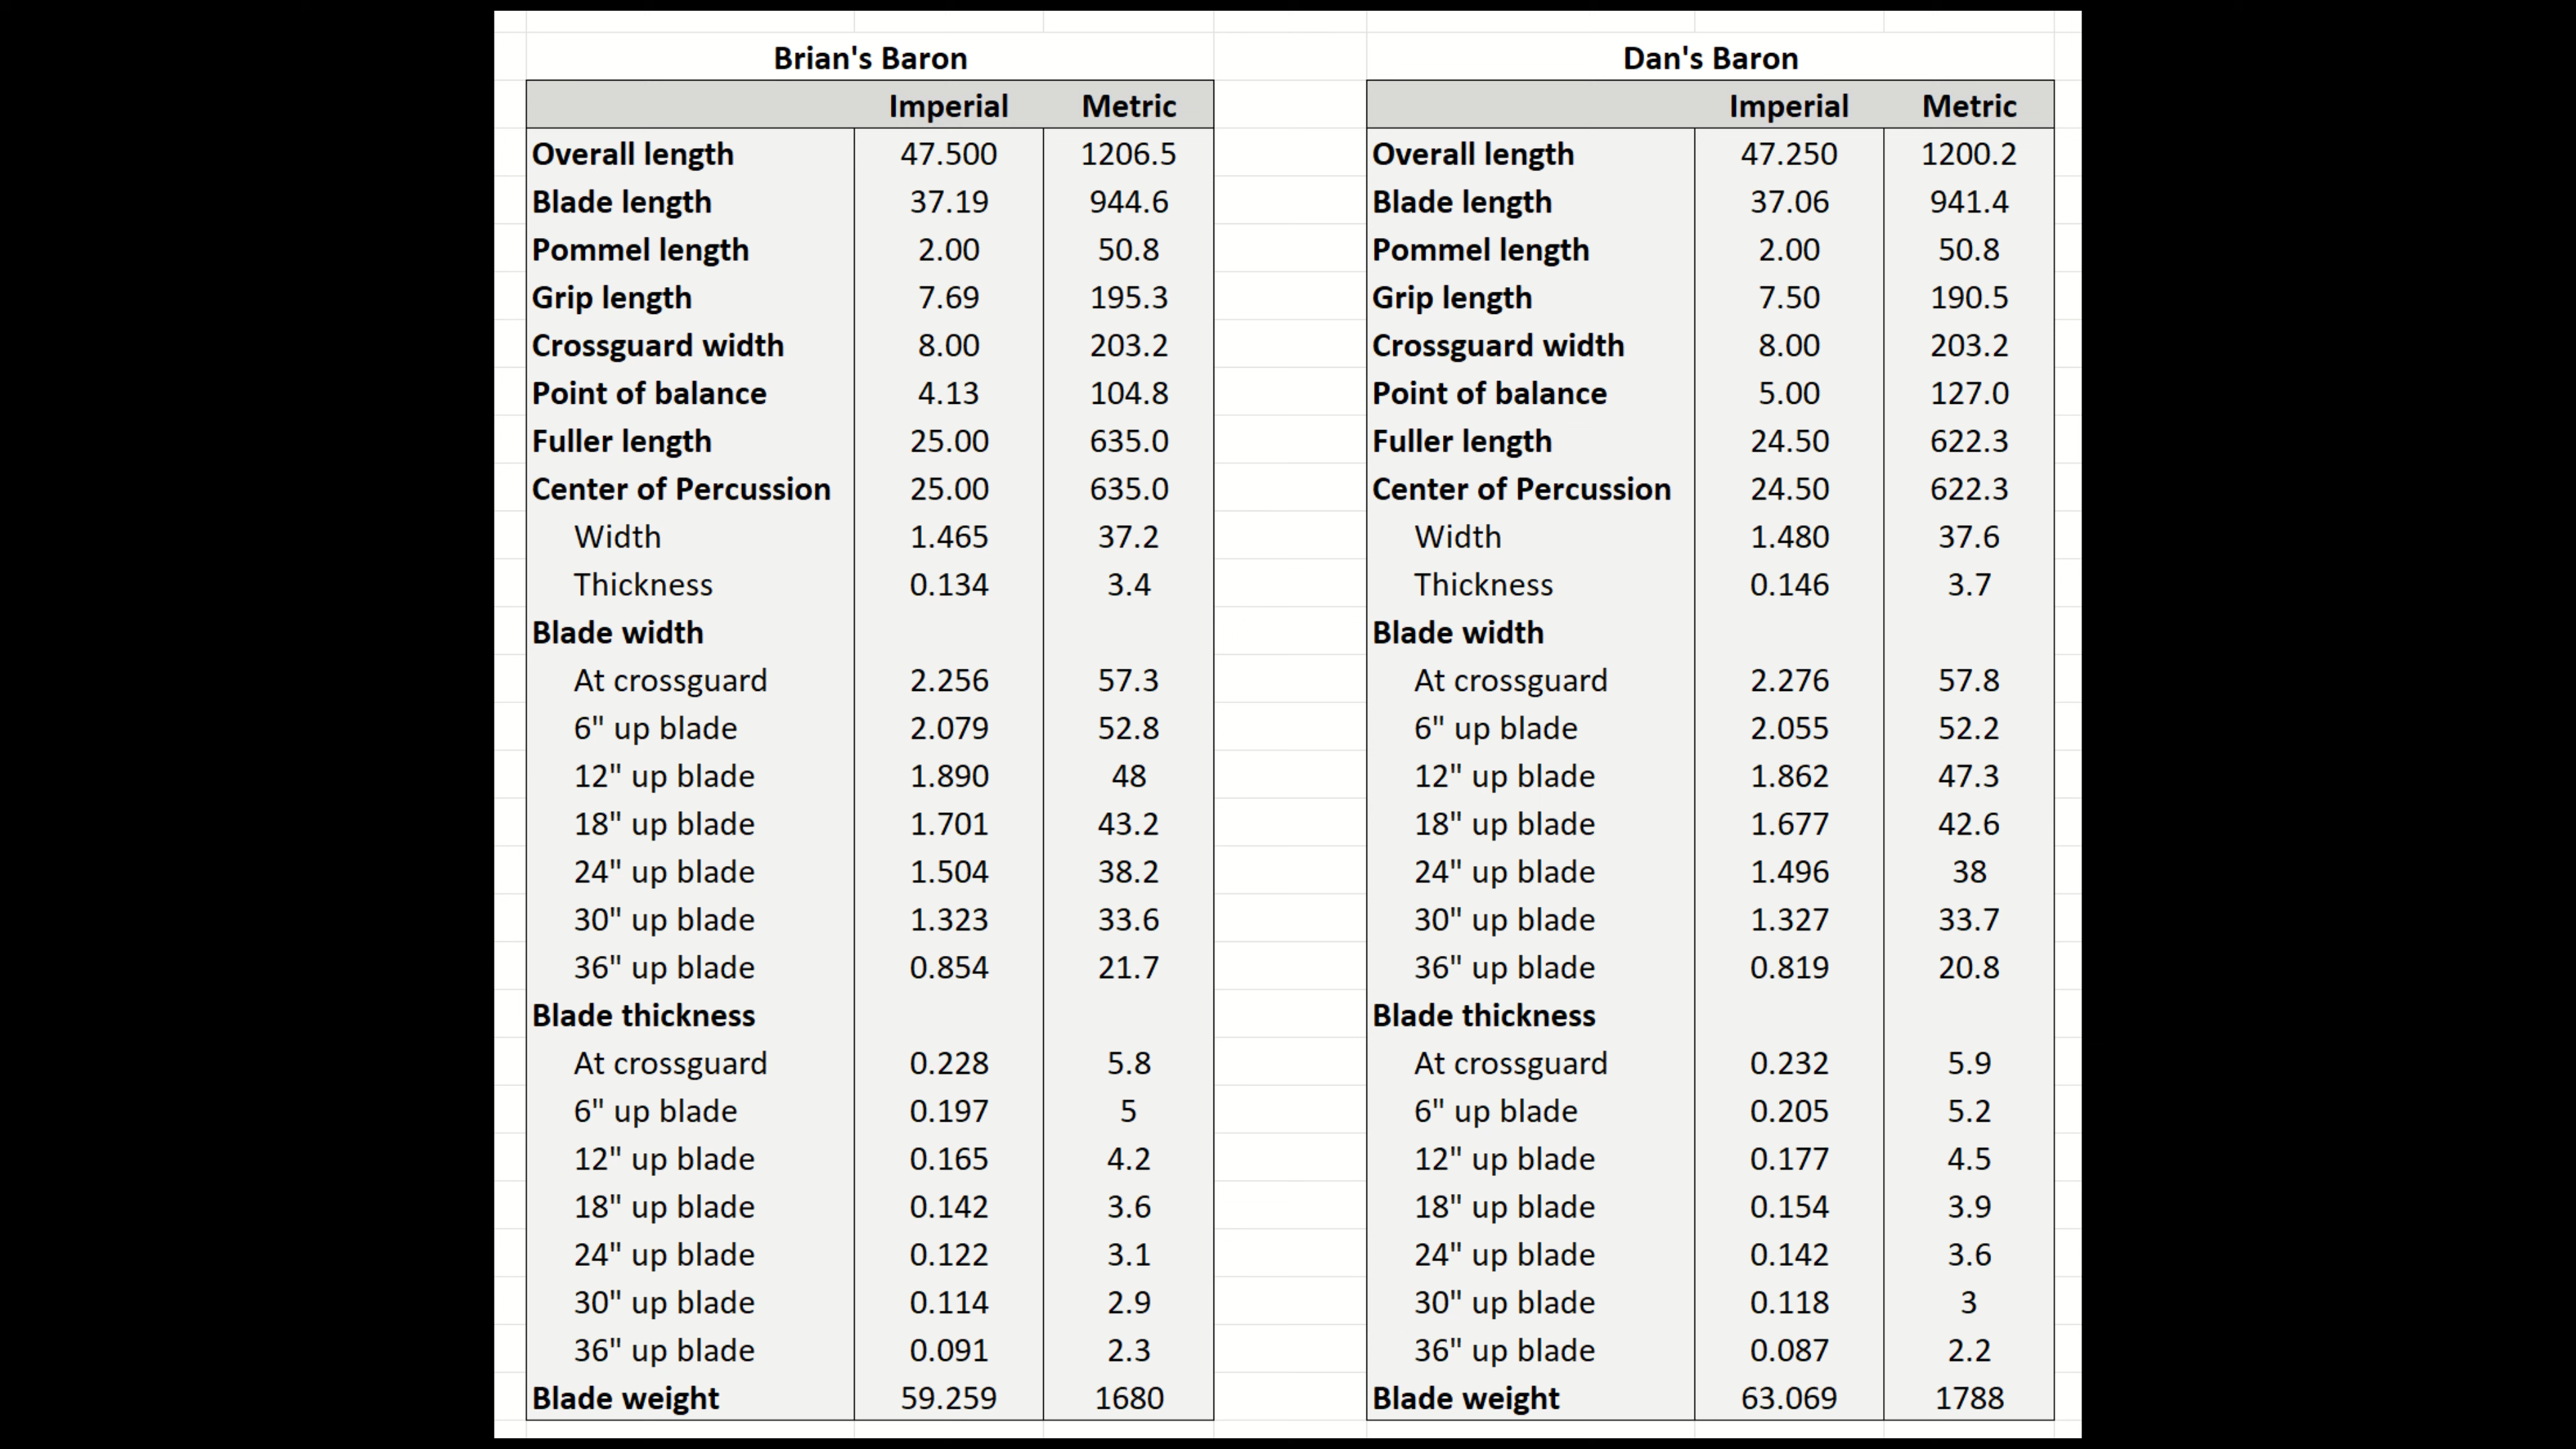 Brian's Baron
Imperial Metric
Overall length 47.500 1206.5
Blade length 37.19 944.6
Pommel length 2.00 50.8
Grip length 7.69 195.3
Crossguard width 8.00 203.2
Point of balance 4.13 104.8
Fuller length 25.00 635.0
Center of Percussion 25.00 635.0
Width 1.465 37.2
Thickness 0.134 3.4
Blade width
At crossguard 2.256 57.3
6" up blade 2.079 52.8
12" up blade 1.890 48
18" up blade 1.701 43.2
24" up blade 1.504 38.2
30" up blade 1.323 33.6
36" up blade 0.854 21.7
Blade thickness
At crossguard 0.228 5.8
6" up blade 0.197 5
12" up blade 0.165 4.2
18" up blade 0.142 3.6
24" up blade 0.122 3.1
30" up blade 0.114 2.9
36" up blade 0.091 2.3
Blade weight 59.259 1680
Dan's Baron
Imperial Metric
Overall length 47.250 1200.2
Blade length 37.06 941.4
Pommel length 2.00 50.8
Grip length 7.50 190.5
Crossguard width 8.00 203.2
Point of balance 5.00 127.0
Fuller length 24.50 622.3
Center of Percussion 24.50 622.3
Width 1.480 37.6
Thickness 0.146 3.7
Blade width
At crossguard 2.276 57.8
6" up blade 2.055 52.2
12" up blade 1.862 47.3
18" up blade 1.677 42.6
24" up blade 1.496 38
30" up blade 1.327 33.7
36" up blade 0.819 20.8
Blade thickness
At crossguard 0.232 5.9
6" up blade 0.205 5.2
12" up blade 0.177 4.5
18" up blade 0.154 3.9
24" up blade 0.142 3.6
30" up blade 0.118 3
36" up blade 0.087 2.2
Blade weight 63.069 1788